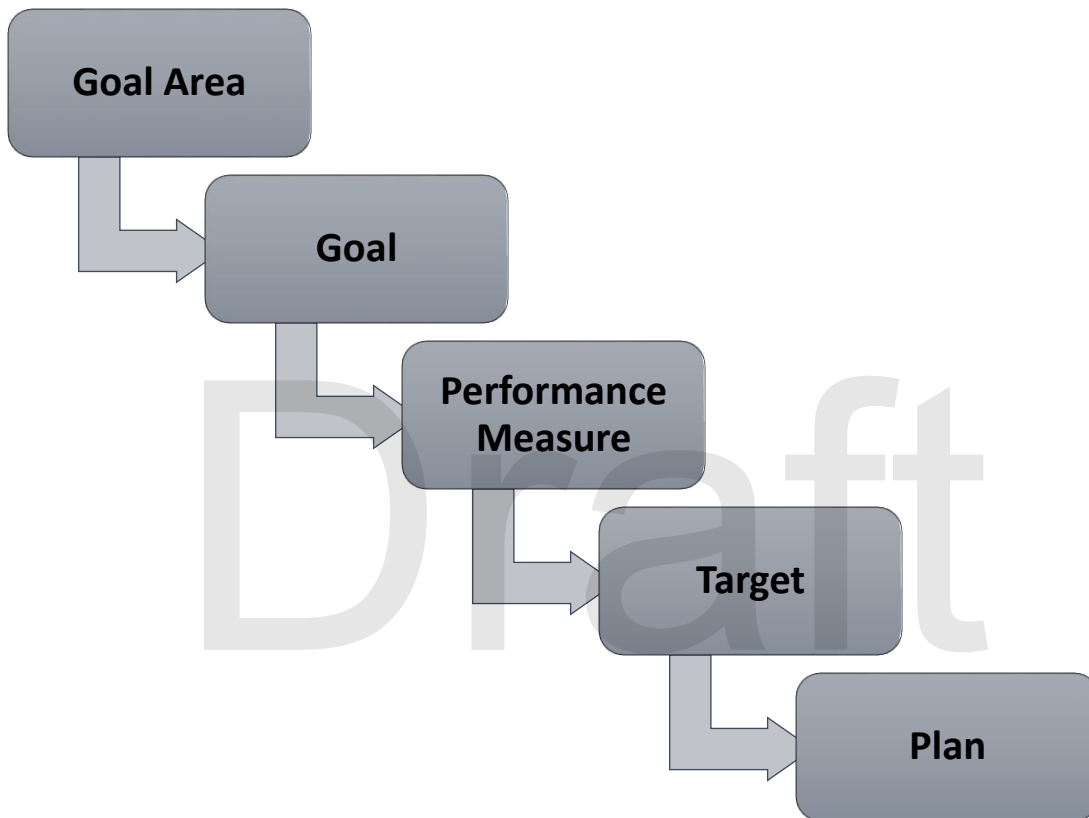 Goal Area
Goal
Performance
Measure
Draft
Target
Plan